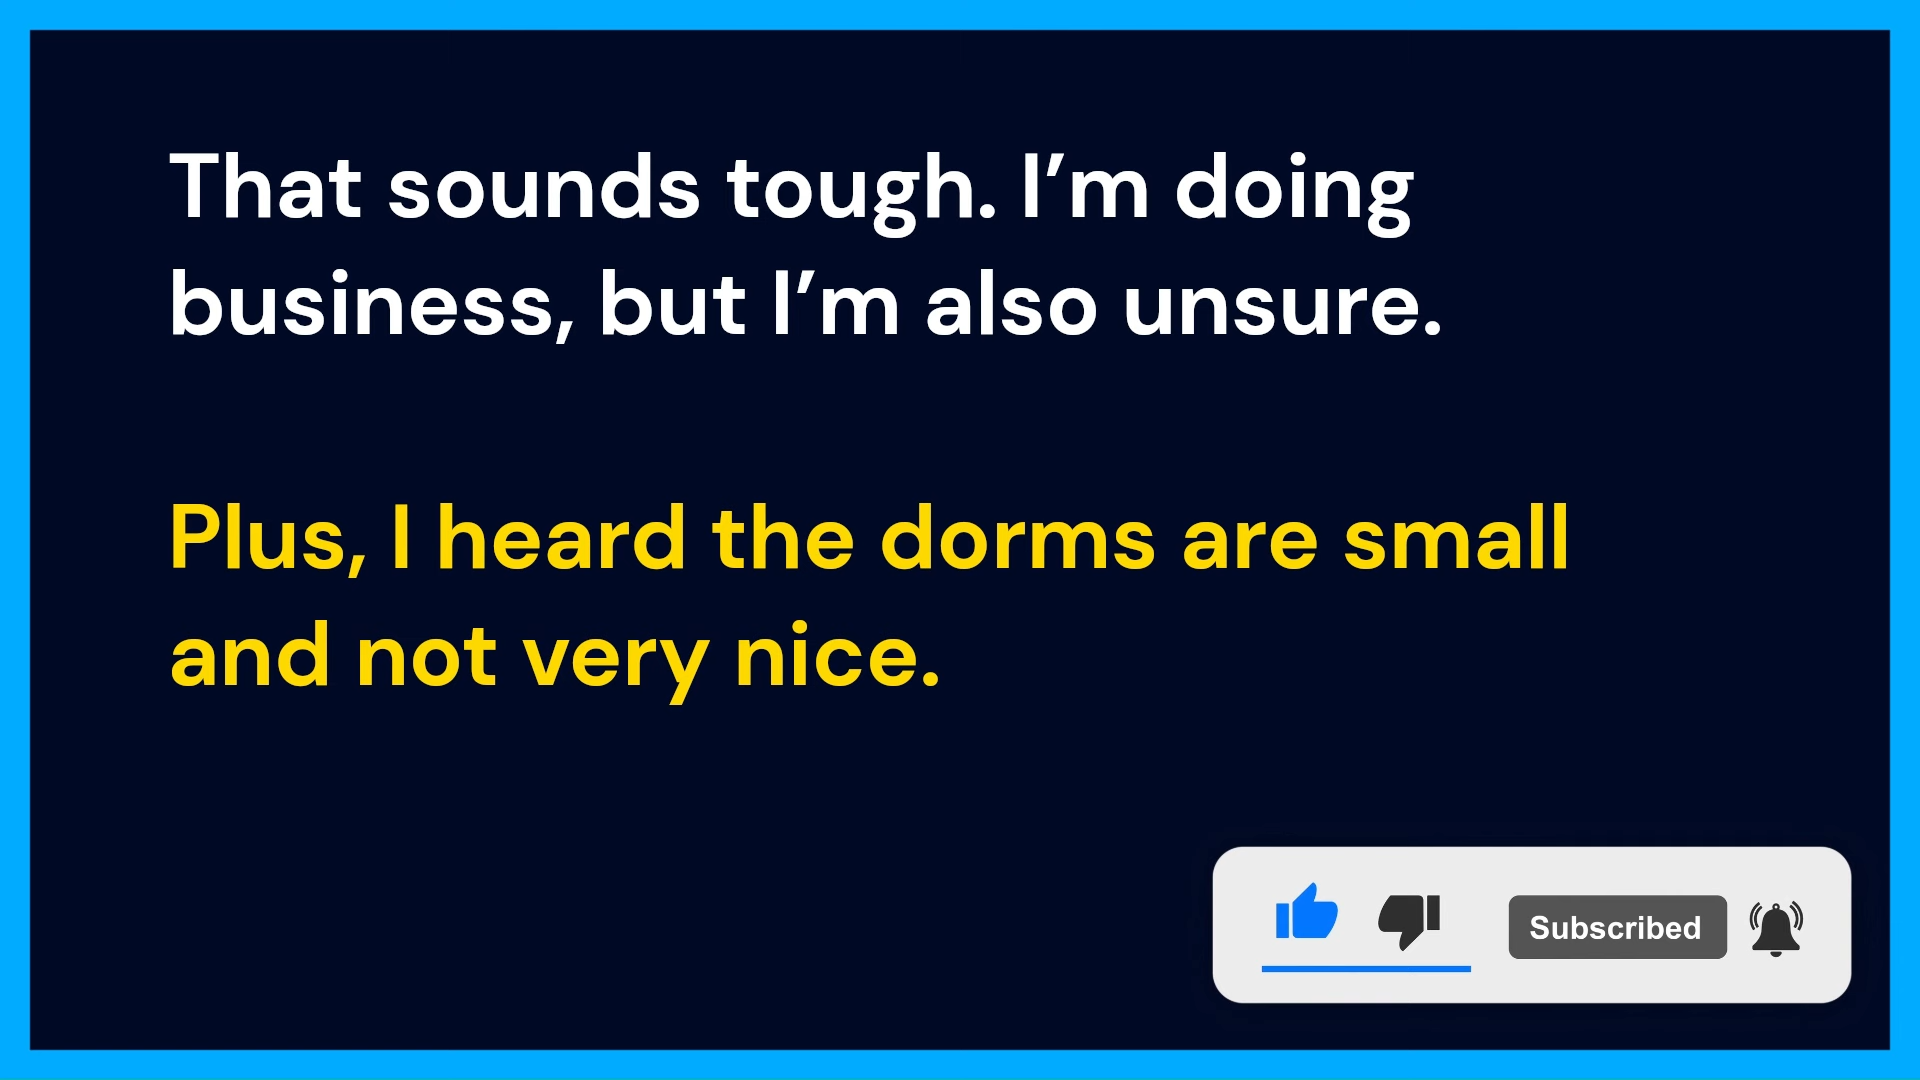 That sounds tough. I’m doing
business, but I’m also unsure.
Plus, I heard the dorms are small
and not very nice.
Subscribed